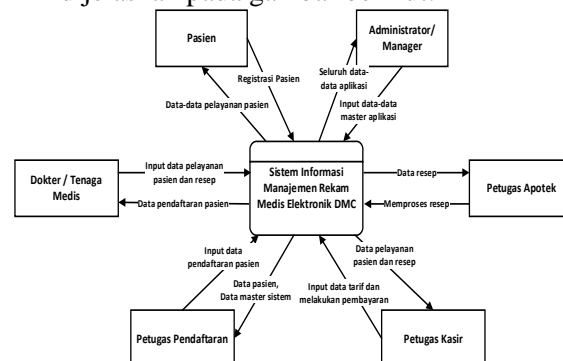 Pasien
Administrator/
Manager
Registrasi Pasien
Seluruh data-
data aplikasi
Data-data pelayanan pasien
Input data-data
master aplikasi
Dokter / Tenaga
Medis
Input data pelayanan
pasien dan resep
Data pendaftaran pasien
Sistem Informasi
Manajemen Rekam
Medis Elektronik DMC
Data resep
Memproses resep
Petugas Apotek
Input data
pendaftaran pasien
Data pasien,
Data master sistem
Input data tarif dan
melakukan pembayaran
Data pelayanan
pasien dan resep
Petugas Pendaftaran
Petugas Kasir